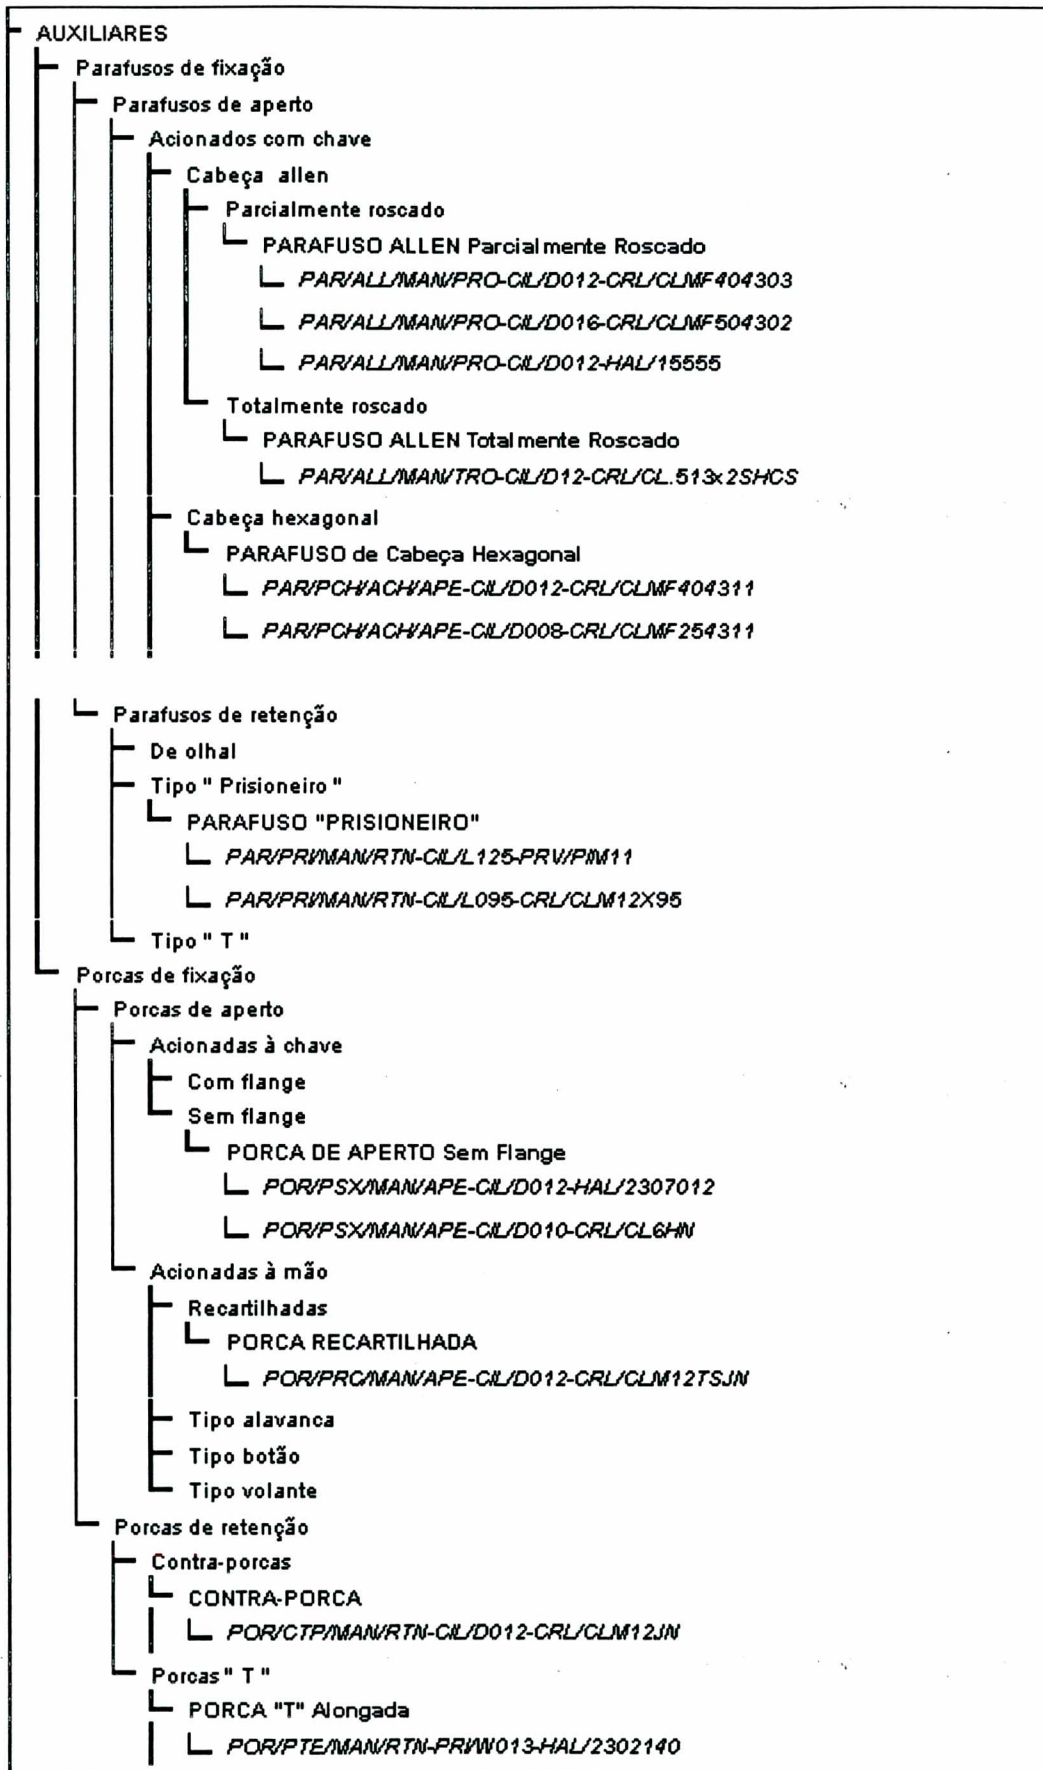 AUXILIARES
Parafusos de fixação
Parafusos de aperto
Acionados com chave
Cabeça allen
Parcialmente roscado
PARAFUSO ALLEN Parcialmente Roscado
PAR/ALL/MAN/PRO-CIL/D012-CRL/CLMF404303
PAR/ALL/MAN/PRO-CIL/D016-CRL/CLMF504302
PAR/ALL/MAN/PRO-CIL/D012-HAL/15555
Totalmente roscado
PARAFUSO ALLEN Totalmente Roscado
PAR/ALL/MAN/TRO-CIL/D12-CRL/CL.513x2SHCS
Cabeça hexagonal
PARAFUSO de Cabeça Hexagonal
PAR/PCH/ACH/APE-CIL/D012-CRL/CLMF404311
PAR/PCH/ACH/APE-CIL/D008-CRL/CLMF254311
Parafusos de retenção
De olhal
Tipo " Prisioneiro "
PARAFUSO "PRISIONEIRO"
PAR/PRI/MAN/RTN-CIL/L125-PRV/PIM11
PAR/PRI/MAN/RTN-CIL/L095-CRL/CLM12X95
Tipo " T "
Porcas de fixação
Porcas de aperto
Acionadas à chave
Com flange
Sem flange
PORCA DE APERTO Sem Flange
POR/PSX/MAN/APE-CIL/D012-HAL/2307012
POR/PSX/MAN/APE-CIL/D010-CRL/CL6HN
Acionadas à mão
Recartilhadas
PORCA RECARTILHADA
POR/PRC/MAN/APE-CIL/D012-CRL/CLM12TSJN
Tipo alavanca
Tipo botão
Tipo volante
Porcas de retenção
Contra-porcas
CONTRA-PORCA
POR/CTP/MAN/RTN-CIL/D012-CRL/CLM12JN
Porcas " T "
PORCA "T" Alongada
POR/PTE/MAN/RTN-PRI/W013-HAL/2302140